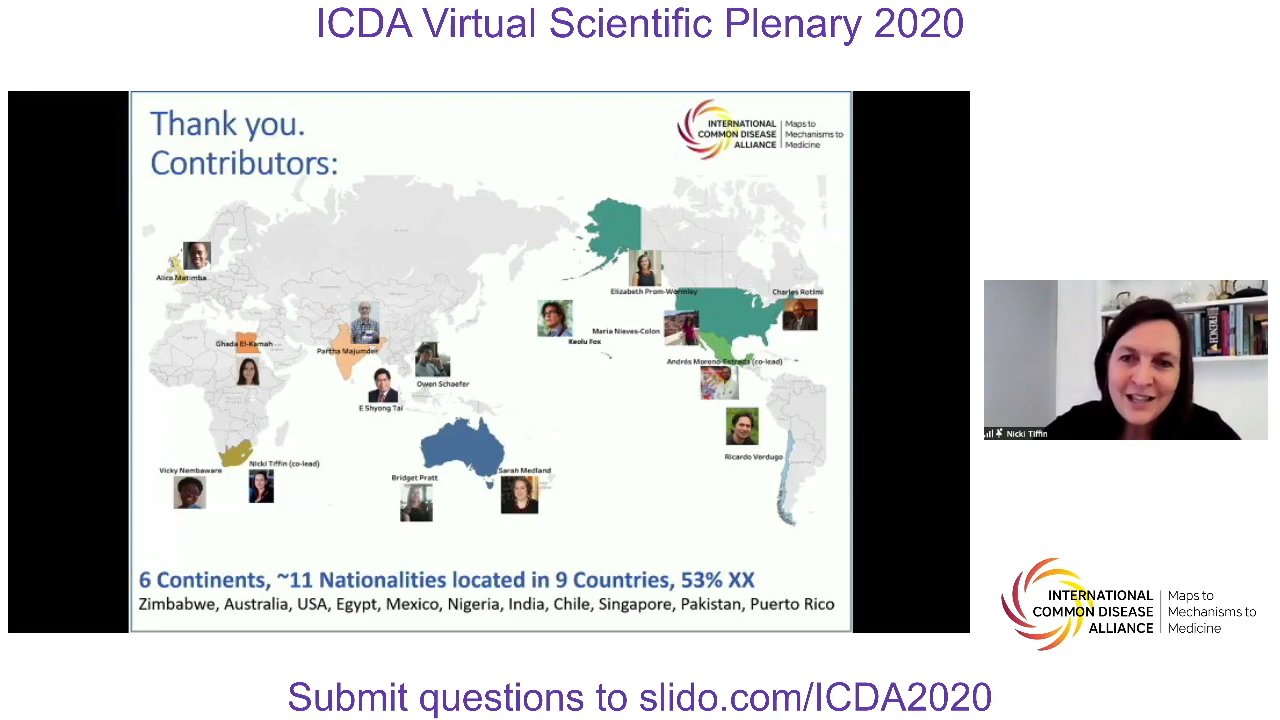 ICDA Virtual Scientific Plenary 2020
Thank you.
Contributors:
INTERNATIONAL
COMMON DISEASE
ALLIANCE
Maps to
Mechanisms to
Medicine
Alice Matimba
Elizabeth Prom-Wormley
Charles Rotimi
Maria Nieves-Colon
Keolu Fox
Ghada El-Kamah
Partha Majumder
Owen Schaefer
Andrés Moreno-Estrada (co-lead)
E Shyong Tai
Ricardo Verdugo
Vicky Nembaware
Nicki Tiffin (co-lead)
Bridget Pratt
Sarah Medland
6 Continents, ~11 Nationalities located in 9 Countries, 53% XX
Zimbabwe, Australia, USA, Egypt, Mexico, Nigeria, India, Chile, Singapore, Pakistan, Puerto Rico
FRENCH
Nicki Tiffin
INTERNATIONAL
COMMON DISEASE
ALLIANCE
Maps to
Mechanisms to
Medicine
Submit questions to slido.com/ICDA2020